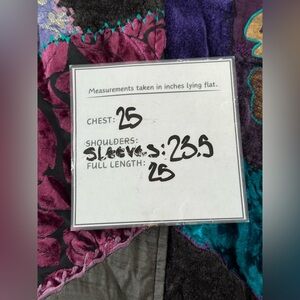 Measurements taken in inches lying flat.
CHEST: 25
SHOULDERS:
SLEEVES: 23.5
FULL LENGTH: 25